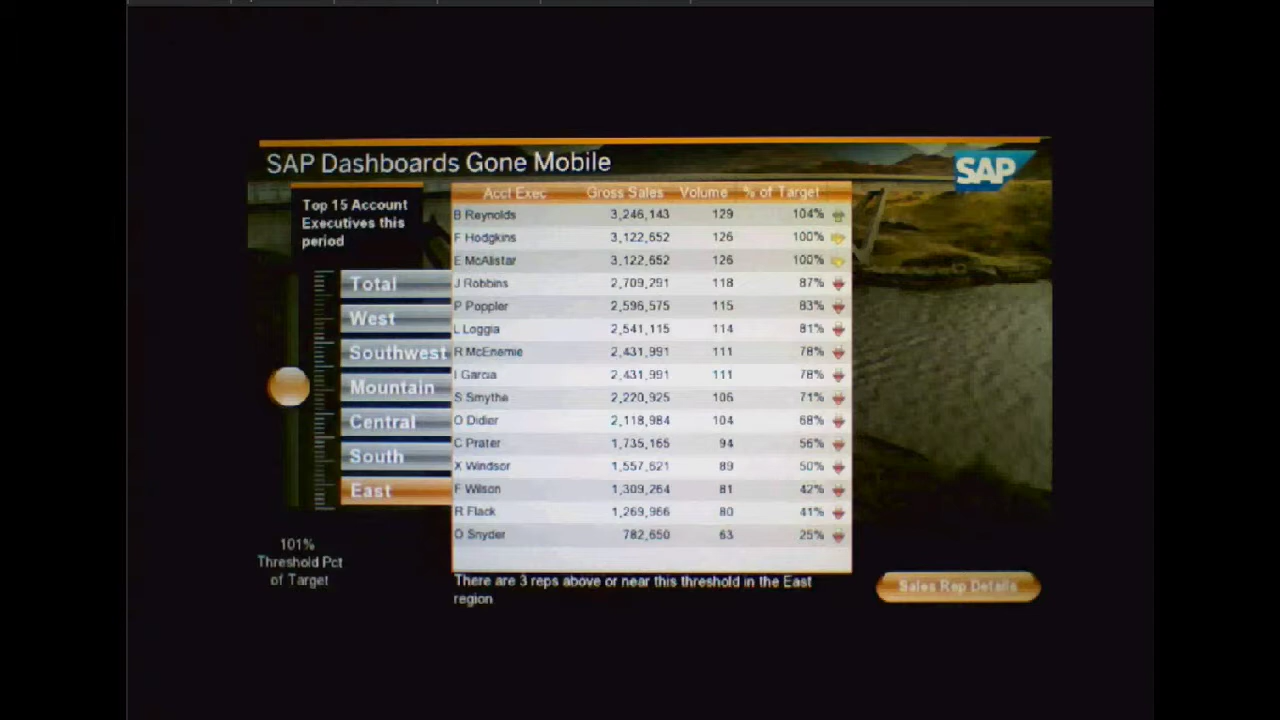 SAP Dashboards Gone Mobile
SAP
Top 15 Account
Executives this
period
Total
West
Southwest
Mountain
Central
South
East
101%
Threshold Pct
of Target
Acct Exec Gross Sales Volume % of Target
B Reynolds 3,246,143 129 104%
F Hodgkins 3,122,652 126 100%
E McAlistar 3,122,652 126 100%
J Robbins 2,709,291 118 87%
P Poppler 2,596,575 115 83%
L Loggia 2,541,115 114 81%
R McEnemie 2,431,991 111 78%
I Garcia 2,431,991 111 78%
S Smythe 2,220,925 106 71%
O Didier 2,118,984 104 68%
C Prater 1,735,165 94 56%
X Windsor 1,557,621 89 50%
F Wilson 1,309,264 81 42%
R Flack 1,269,966 80 41%
O Snyder 782,650 63 25%
There are 3 reps above or near this threshold in the East
region
Sales Rep Details